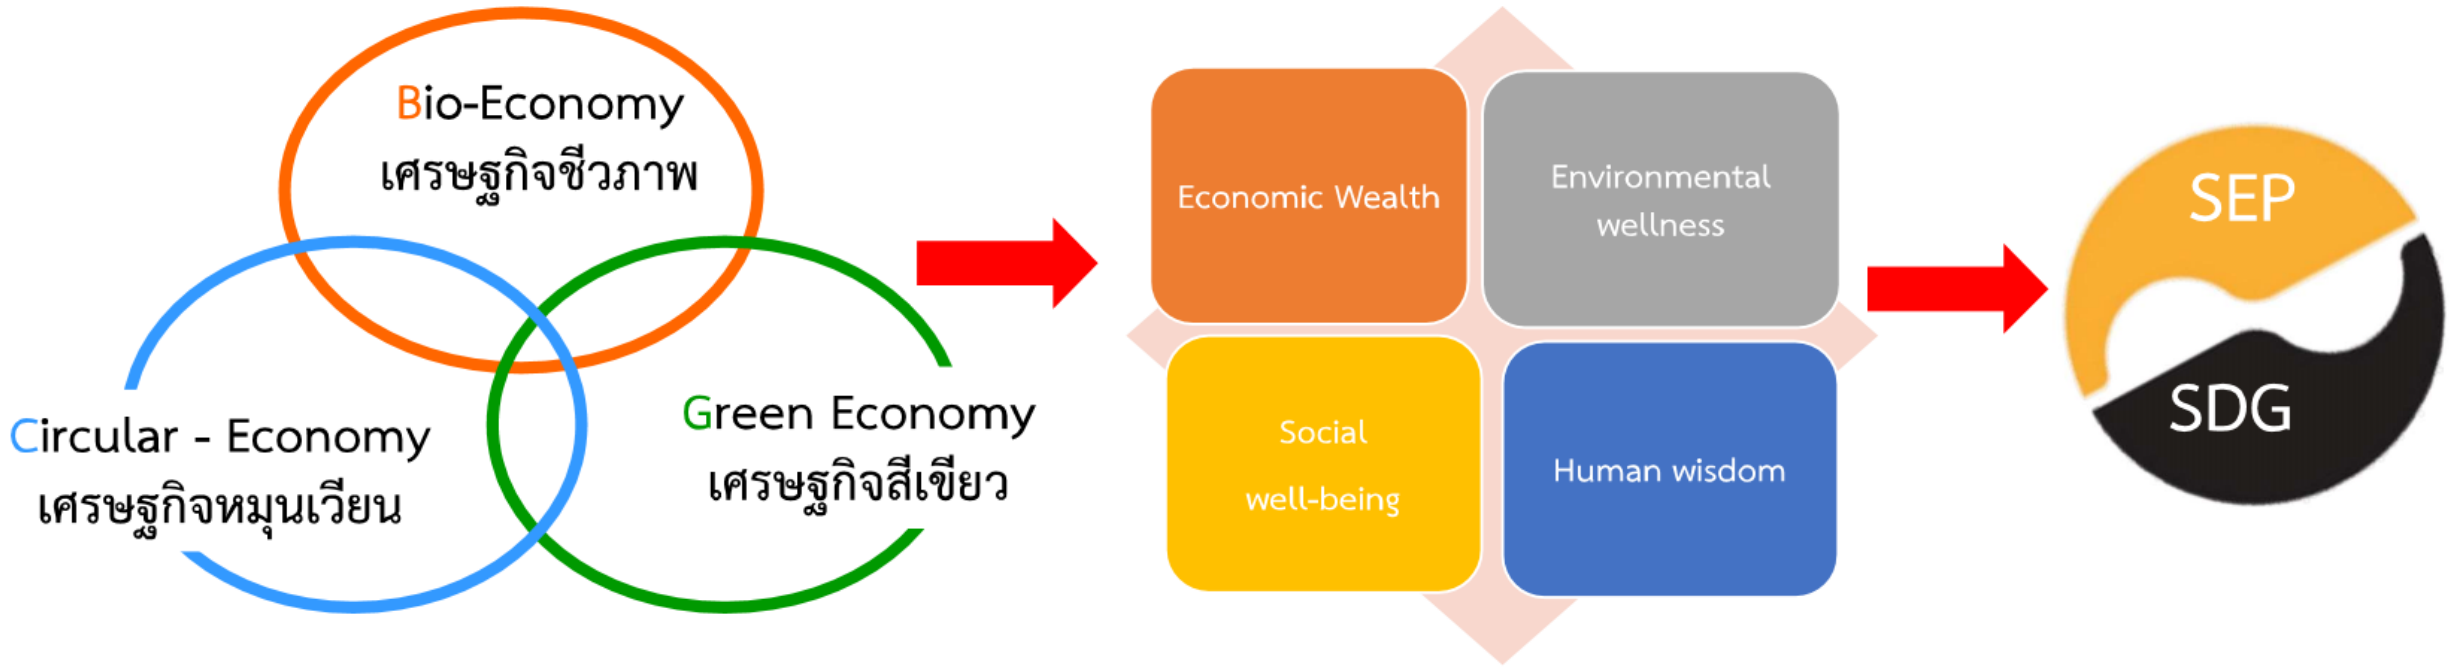 Bio-Economy
เศรษฐกิจชีวภาพ
Circular - Economy
เศรษฐกิจหมุนเวียน
Green Economy
เศรษฐกิจสีเขียว
Economic Wealth
Environmental
wellness
Social
well-being
Human wisdom
SEP
SDG